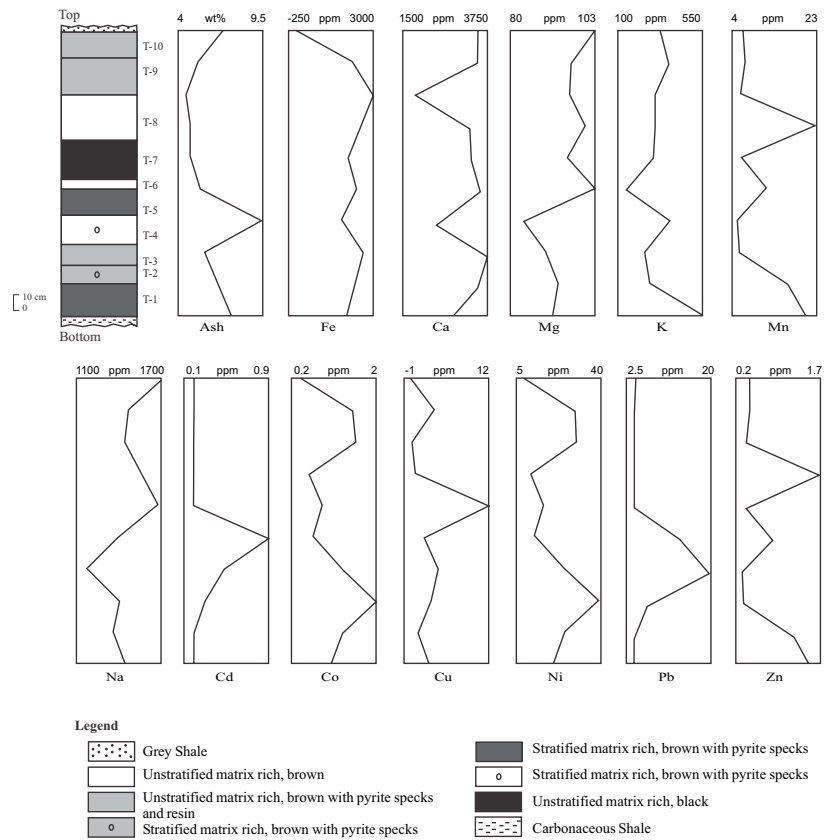 Top
4 wt% 9.5
-250 ppm 3000
1500 ppm 3750
80 ppm 103
100 ppm 550
4 ppm 23
T-10
T-9
T-8
T-7
T-6
T-5
T-4
T-3
T-2
T-1
10 cm
0
Bottom
Ash Fe Ca Mg K Mn
1100 ppm 1700
0.1 ppm 0.9
0.2 ppm 2
-1 ppm 12
5 ppm 40
2.5 ppm 20
0.2 ppm 1.7
Na Cd Co Cu Ni Pb Zn
Legend
Grey Shale
Unstratified matrix rich, brown
Unstratified matrix rich, brown with pyrite specks
and resin
Stratified matrix rich, brown with pyrite specks
Stratified matrix rich, brown with pyrite specks
Stratified matrix rich, brown with pyrite specks
Unstratified matrix rich, black
Carbonaceous Shale